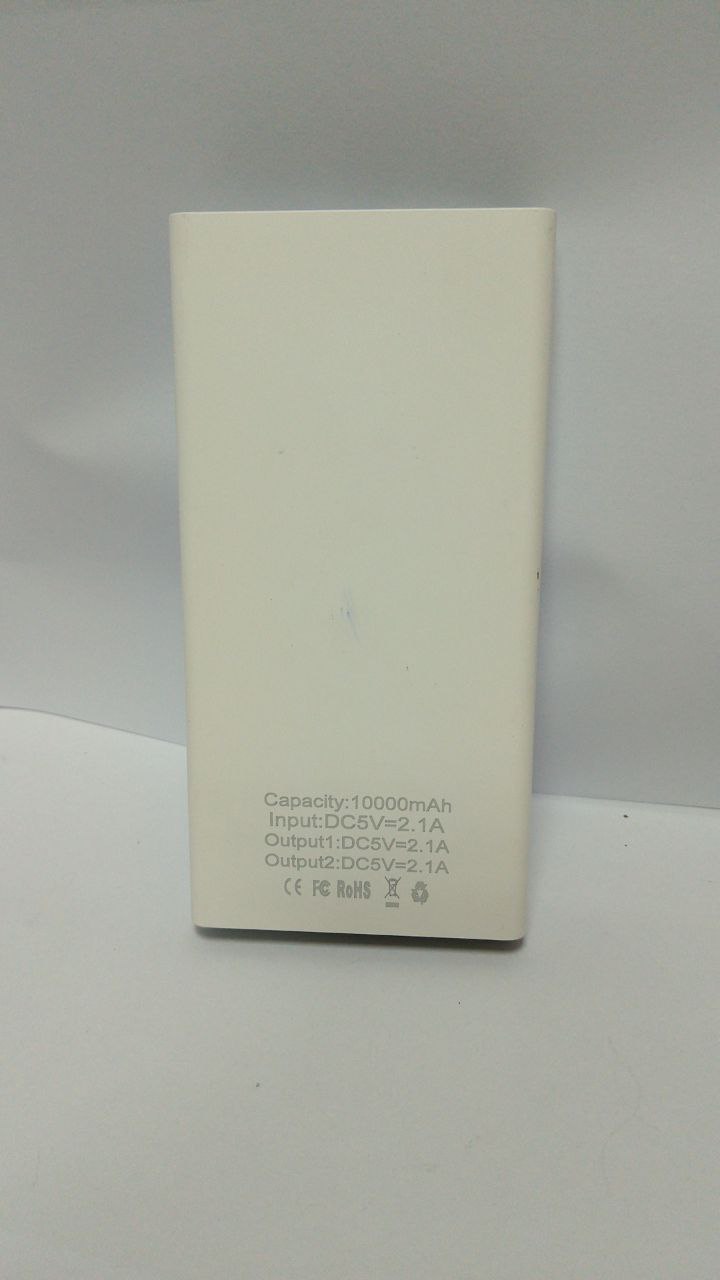 Capacity:10000mAh
Input:DC5V=2.1A
Output1:DC5V=2.1A
Output2:DC5V=2.1A
CE FC RoHS